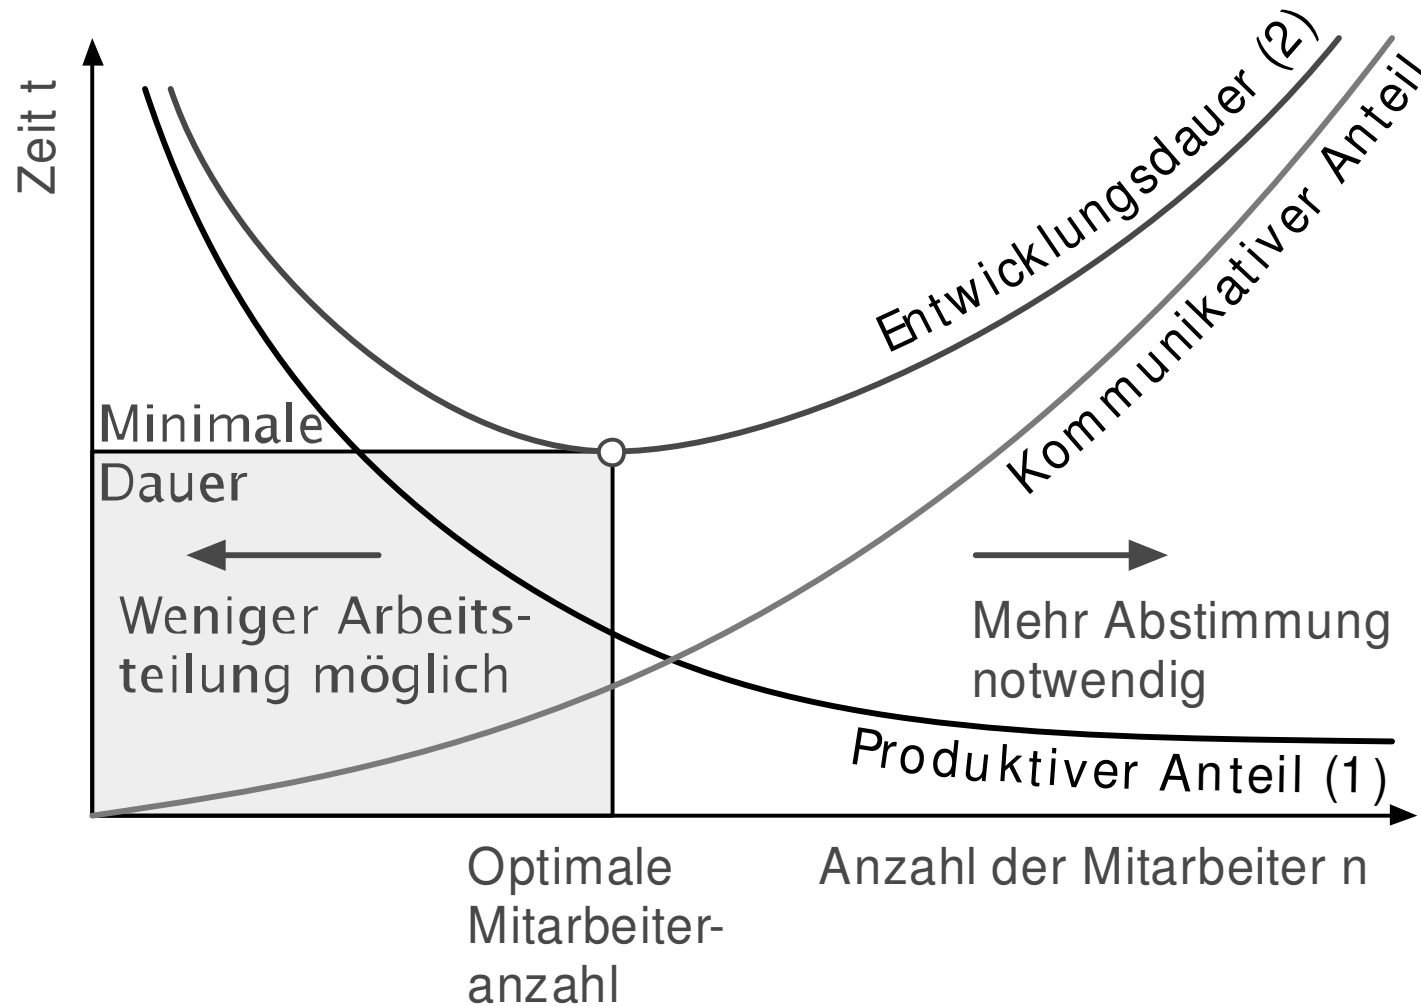 Zeit t
Entwicklungsdauer (2)
Kommunikativer Anteil
Minimale
Dauer
Weniger Arbeits-
teilung möglich
Mehr Abstimmung
notwendig
Produktiver Anteil (1)
Optimale
Mitarbeiter-
anzahl
Anzahl der Mitarbeiter n